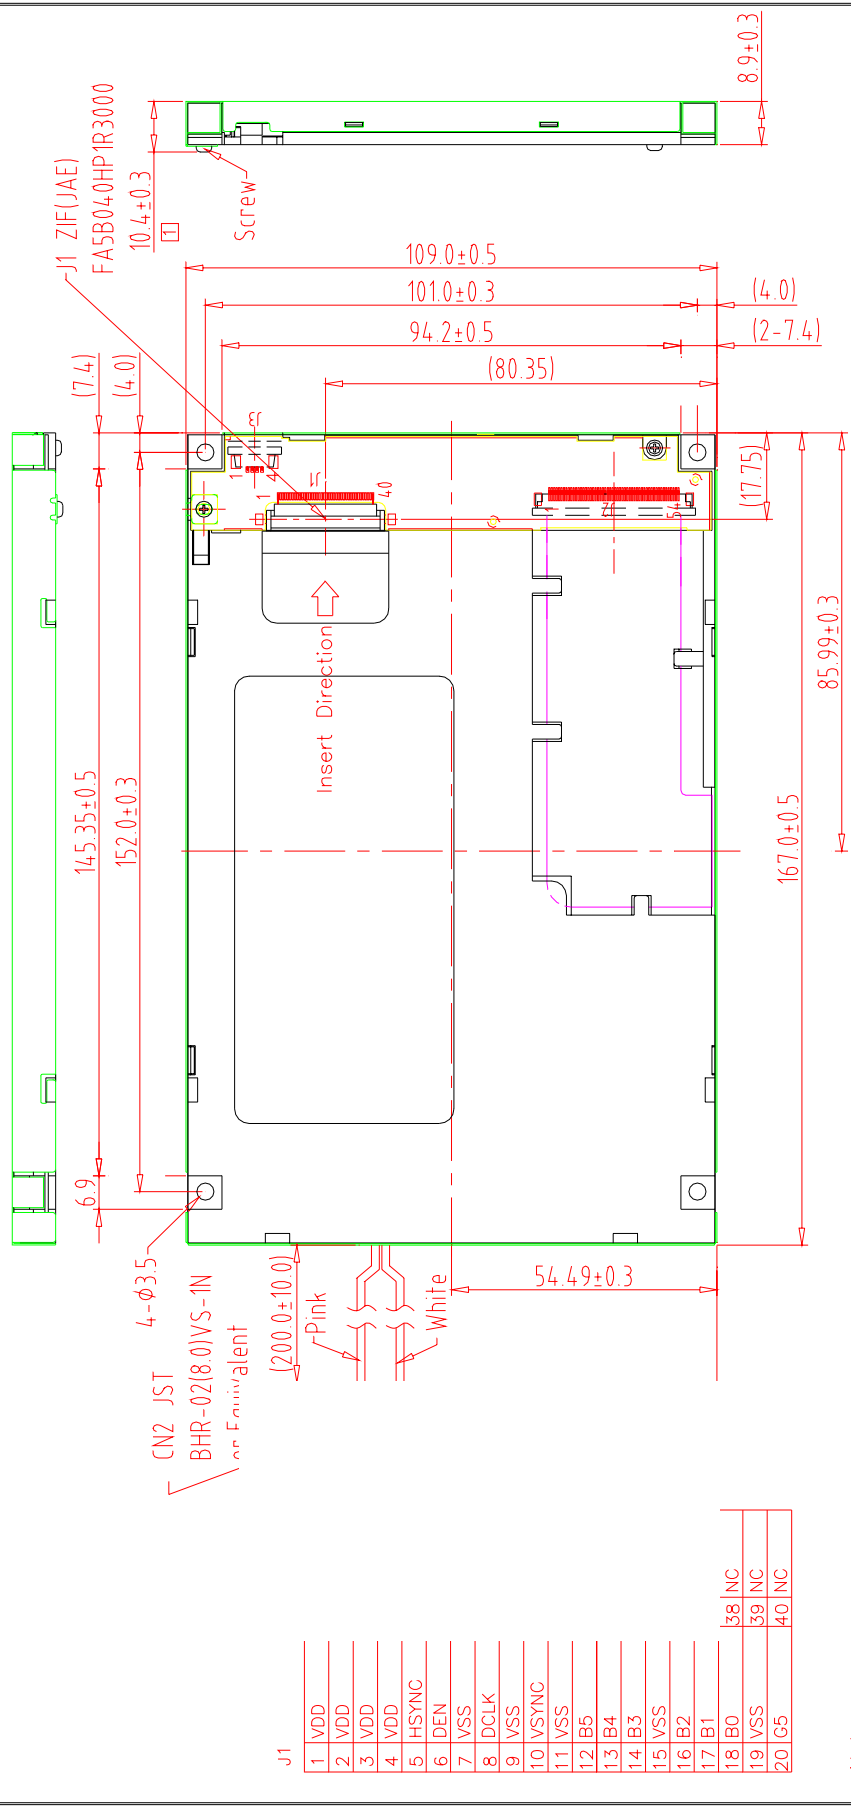 8.9±0.3
10.4±0.3
1
Screw
J1 ZIF(JAE)
FA5B040HP1R3000
109.0±0.5
101.0±0.3
(4.0)
94.2±0.5
(2-7.4)
(80.35)
(7.4)
(4.0)
J3
1
4
J1
1
40
1
J2
54
(17.75)
Insert Direction
85.99±0.3
167.0±0.5
145.35±0.5
152.0±0.3
6.9
4-Ø3.5
(200.0±10.0)
Pink
White
54.49±0.3
CN2 JST
BHR-02(8.0)VS-1N
or Equivalent
J1
1 VDD
2 VDD
3 VDD
4 VDD
5 HSYNC
6 DEN
7 VSS
8 DCLK
9 VSS
10 VSYNC
11 VSS
12 B5
13 B4
14 B3
15 VSS
16 B2
17 B1
18 B0 38 NC
19 VSS 39 NC
20 G5 40 NC